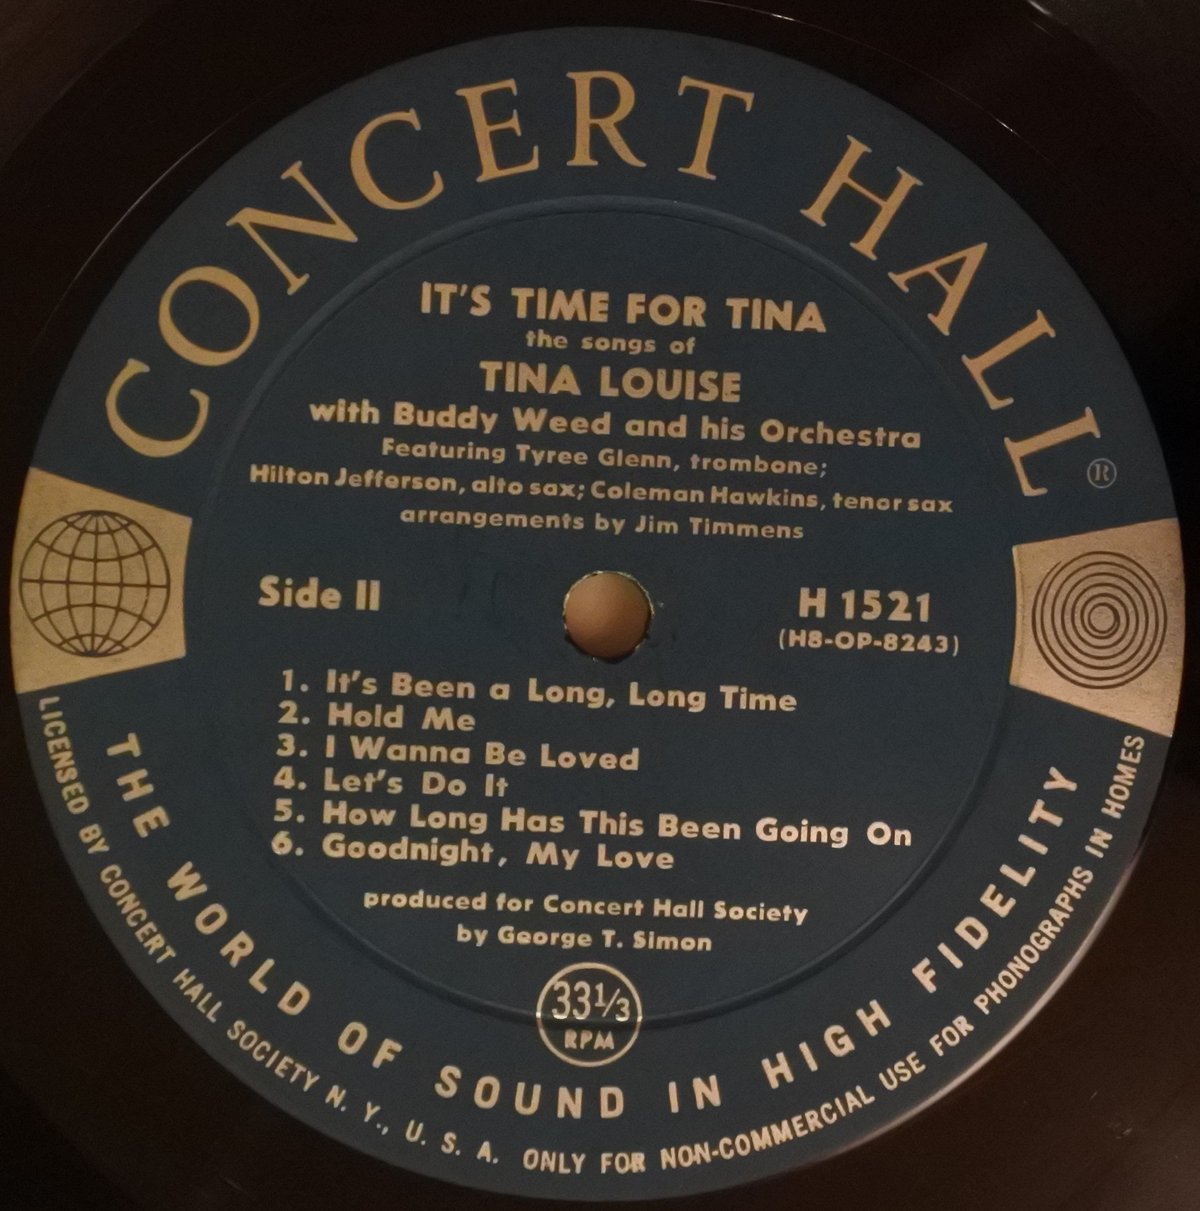 CONCERT HALL ®
IT'S TIME FOR TINA
the songs of
TINA LOUISE
with Buddy Weed and his Orchestra
Featuring Tyree Glenn, trombone;
Hilton Jefferson, alto sax; Coleman Hawkins, tenor sax
arrangements by Jim Timmens
Side II
H 1521
(H8-OP-8243)
1. It's Been a Long, Long Time
2. Hold Me
3. I Wanna Be Loved
4. Let's Do It
5. How Long Has This Been Going On
6. Goodnight, My Love
produced for Concert Hall Society
by George T. Simon
33 1/3
RPM
THE WORLD OF SOUND IN HIGH FIDELITY
LICENSED BY CONCERT HALL SOCIETY N. Y., U. S. A. ONLY FOR NON-COMMERCIAL USE FOR PHONOGRAPHS IN HOMES